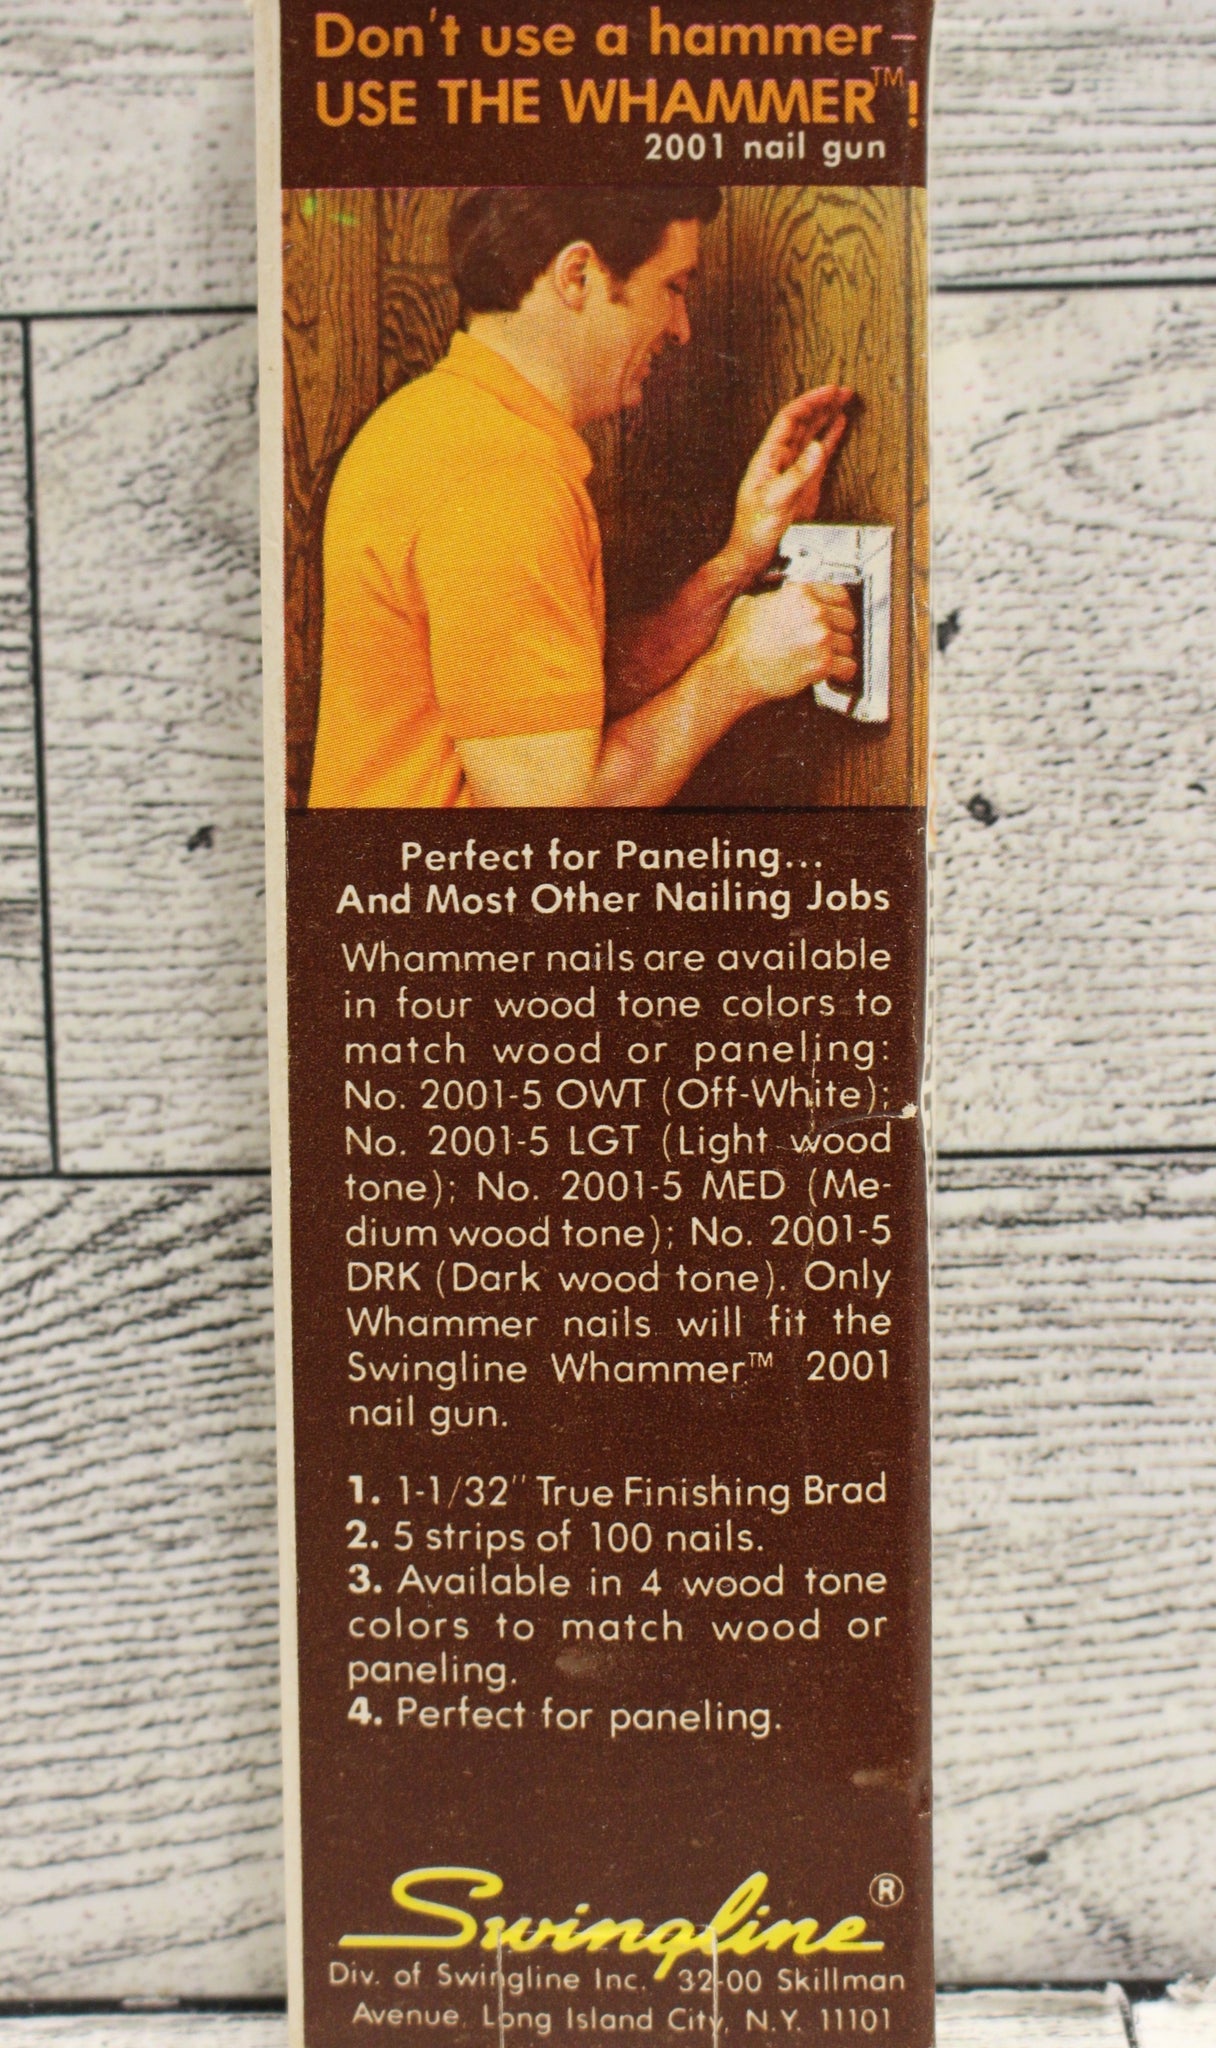 Don't use a hammer–
USE THE WHAMMER™!
2001 nail gun
Perfect for Paneling...
And Most Other Nailing Jobs
Whammer nails are available
in four wood tone colors to
match wood or paneling:
No. 2001-5 OWT (Off-White);
No. 2001-5 LGT (Light wood
tone); No. 2001-5 MED (Me-
dium wood tone); No. 2001-5
DRK (Dark wood tone). Only
Whammer nails will fit the
Swingline Whammer™ 2001
nail gun.
1. 1-1/32" True Finishing Brad
2. 5 strips of 100 nails.
3. Available in 4 wood tone
colors to match wood or
paneling.
4. Perfect for paneling.
Swingline®
Div. of Swingline Inc. 32-00 Skillman
Avenue, Long Island City, N.Y. 11101